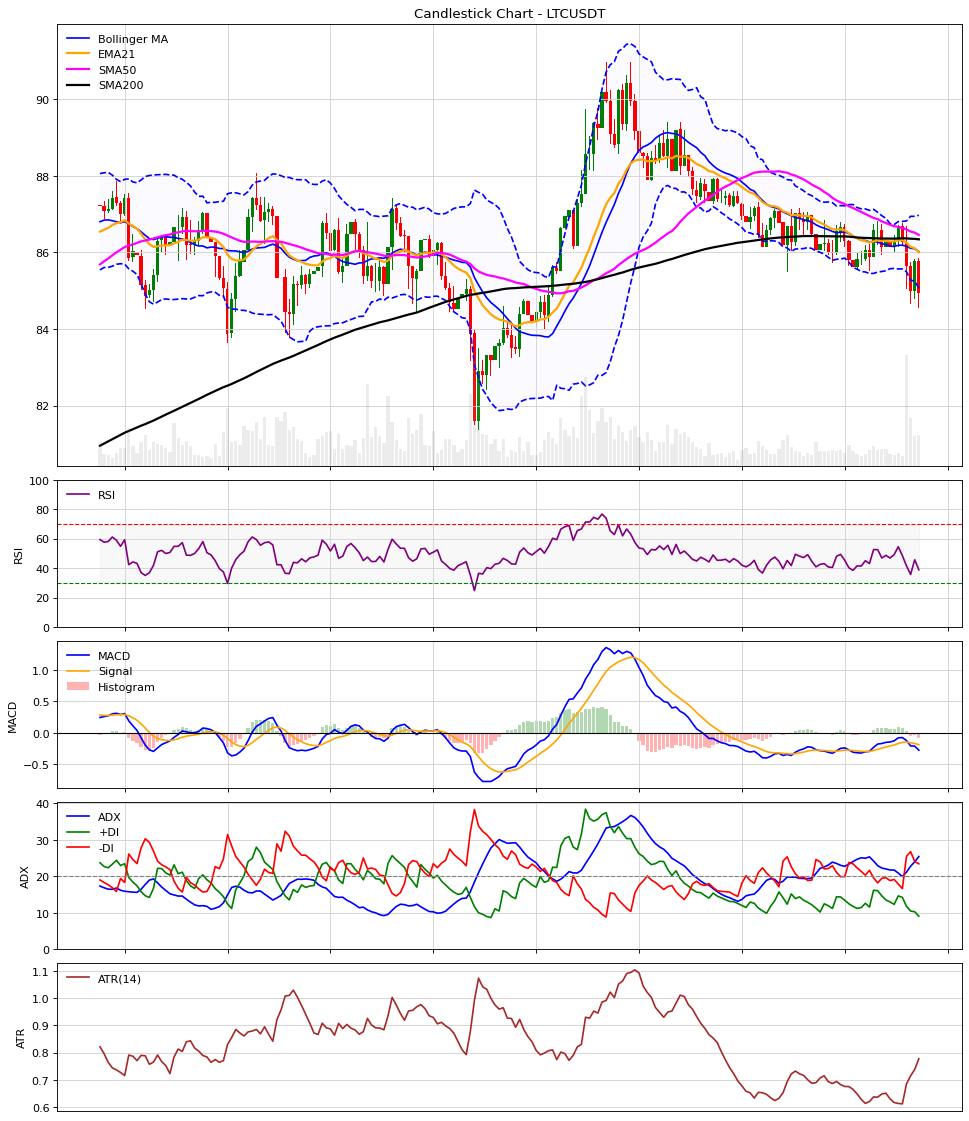 Candlestick Chart - LTCUSDT
Bollinger MA
EMA21
SMA50
SMA200
90
88
86
84
82
100
80
60
40
20
0
RSI
RSI
1.0
0.5
0.0
−0.5
MACD
MACD
Signal
Histogram
40
30
20
10
0
ADX
ADX
+DI
-DI
1.1
1.0
0.9
0.8
0.7
0.6
ATR
ATR(14)